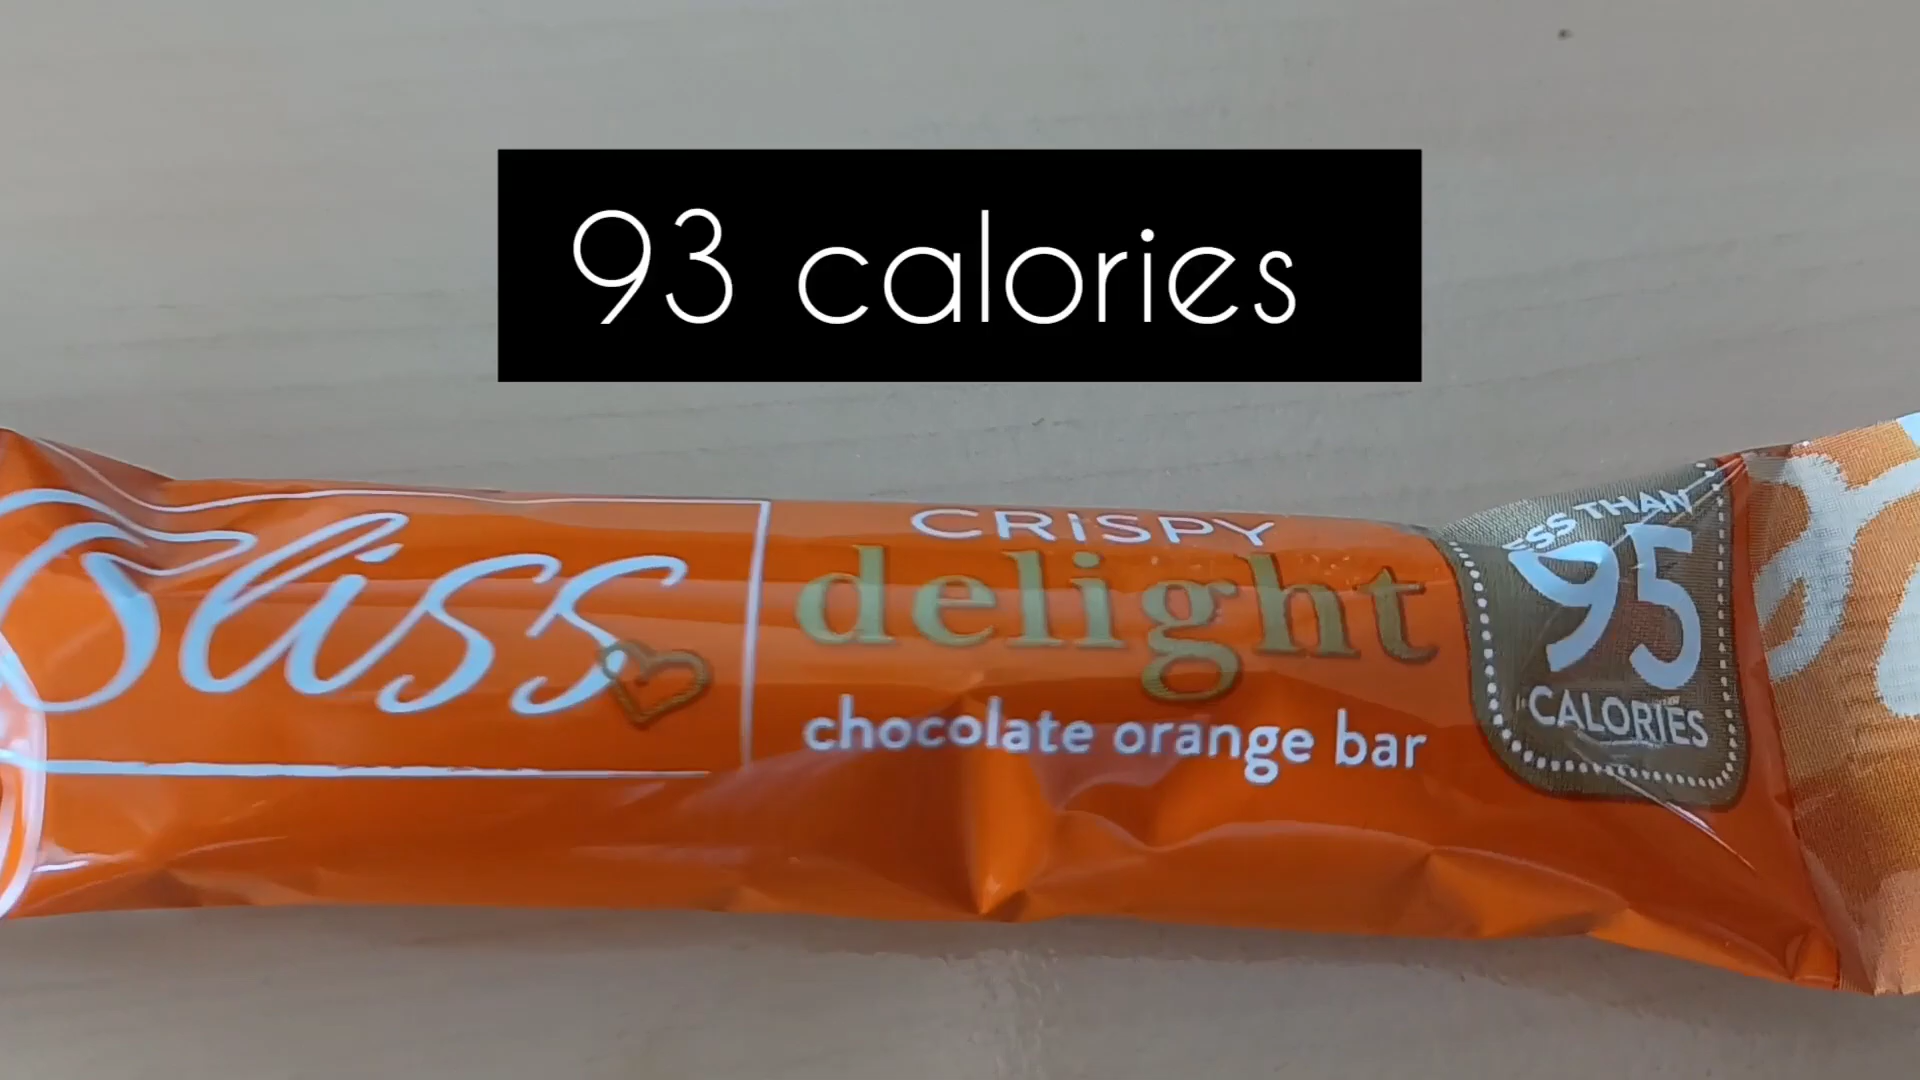 93 calories
Bliss
CRISPY
delight
chocolate orange bar
LESS THAN
95
CALORIES